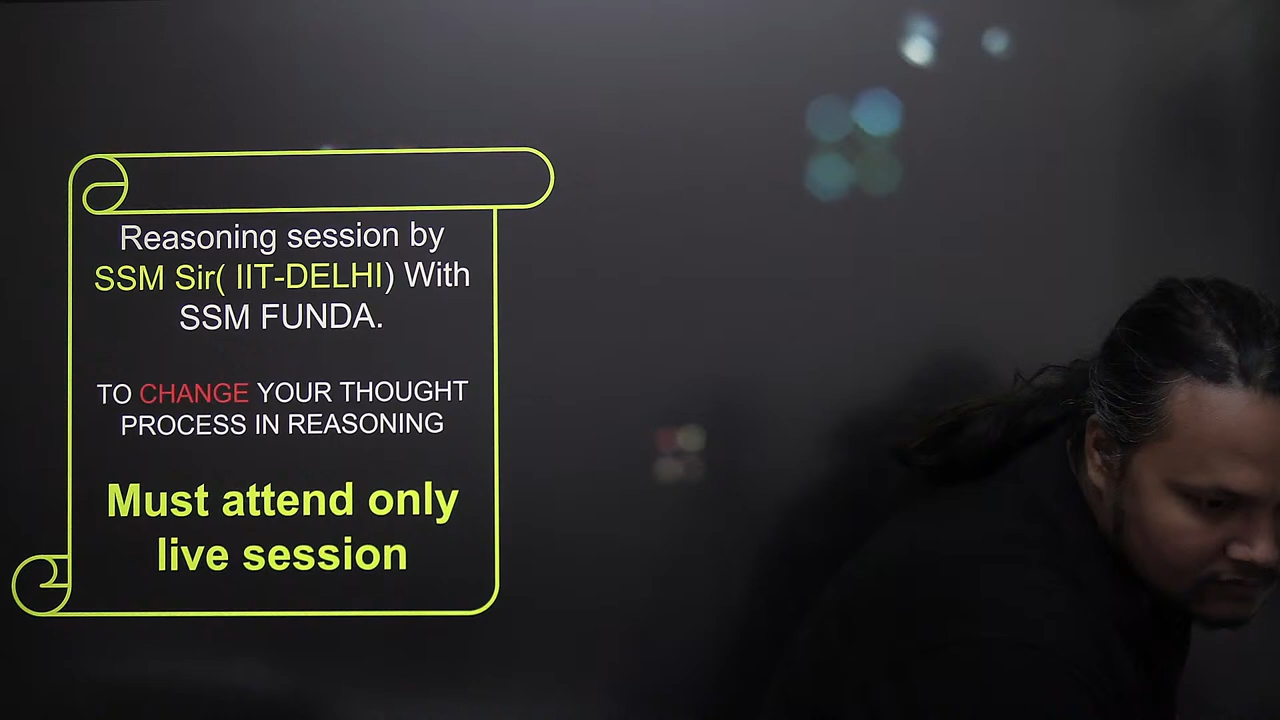 Reasoning session by
SSM Sir( IIT-DELHI) With
SSM FUNDA.
TO CHANGE YOUR THOUGHT
PROCESS IN REASONING
Must attend only
live session